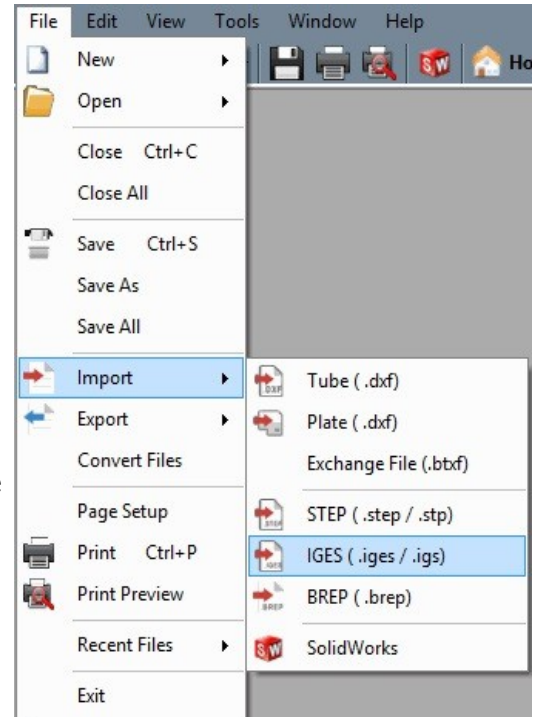 File Edit View Tools Window Help
New
Ho
Open
Close Ctrl+C
Close All
Save Ctrl+S
Save As
Save All
Import
Tube ( .dxf)
Export
Plate ( .dxf)
Convert Files
Exchange File (.btxf)
Page Setup
STEP ( .step / .stp)
Print Ctrl+P
IGES ( .iges / .igs)
Print Preview
BREP ( .brep)
Recent Files
SolidWorks
Exit